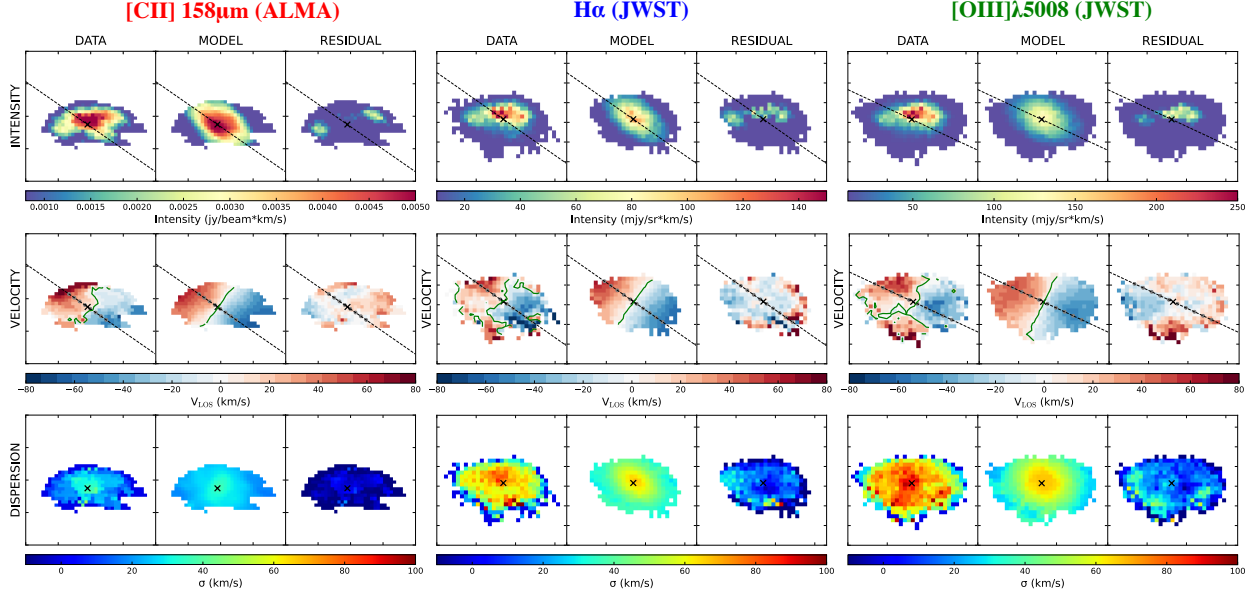 [CII] 158μm (ALMA) Hα (JWST) [OIII]λ5008 (JWST)
DATA MODEL RESIDUAL DATA MODEL RESIDUAL DATA MODEL RESIDUAL
INTENSITY
0.0010 0.0015 0.0020 0.0025 0.0030 0.0035 0.0040 0.0045 0.0050 20 40 60 80 100 120 140 50 100 150 200 250
Intensity (jy/beam*km/s) Intensity (mjy/sr*km/s) Intensity (mjy/sr*km/s)
VELOCITY VELOCITY VELOCITY
−80 −60 −40 −20 0 20 40 60 80 −80 −60 −40 −20 0 20 40 60 80 −80 −60 −40 −20 0 20 40 60 80
V_LOS (km/s) V_LOS (km/s) V_LOS (km/s)
DISPERSION
0 20 40 60 80 100 0 20 40 60 80 100 0 20 40 60 80 100
σ (km/s) σ (km/s) σ (km/s)